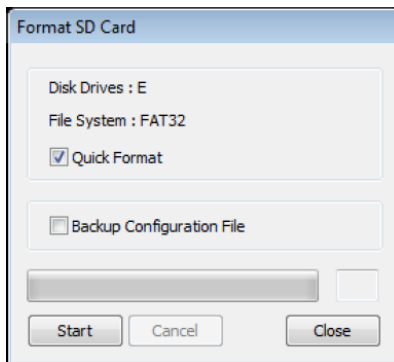 Format SD Card
Disk Drives : E
File System : FAT32
Quick Format
Backup Configuration File
Start Cancel Close